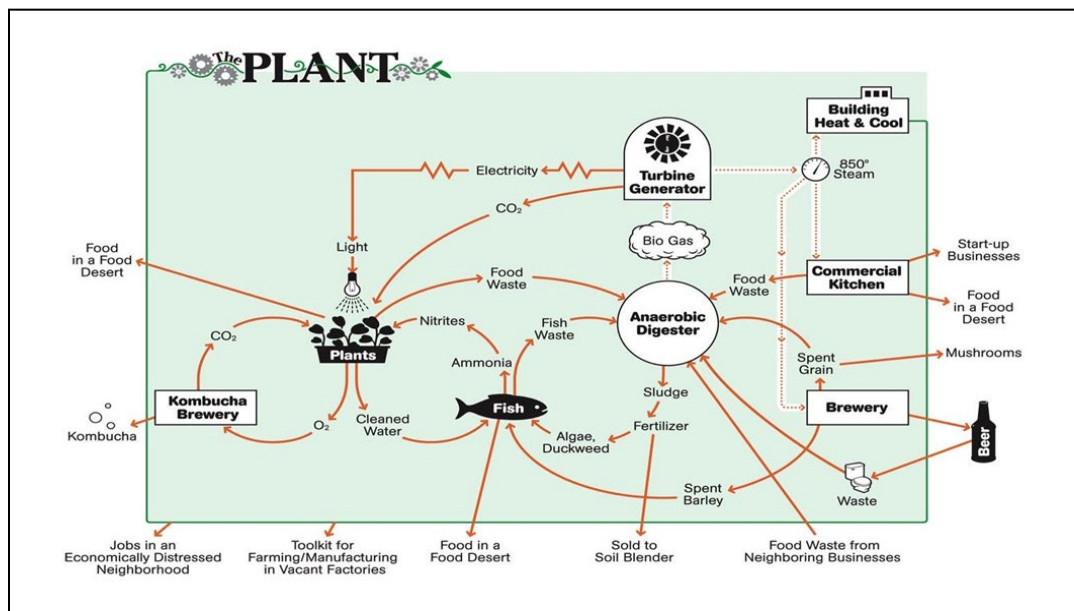 The PLANT
Building
Heat & Cool
850°
Steam
Turbine
Generator
Electricity
CO₂
Light
Bio Gas
Food
in a Food
Desert
Start-up
Businesses
Commercial
Kitchen
Food
Waste
Food
Waste
Anaerobic
Digester
Food
in a Food
Desert
CO₂
Nitrites
Fish
Waste
Plants
Ammonia
Spent
Grain
Mushrooms
Kombucha
Brewery
Fish
Sludge
Brewery
Kombucha
O₂
Cleaned
Water
Algae,
Duckweed
Fertilizer
Beer
Spent
Barley
Waste
Jobs in an
Economically Distressed
Neighborhood
Toolkit for
Farming/Manufacturing
in Vacant Factories
Food in a
Food Desert
Sold to
Soil Blender
Food Waste from
Neighboring Businesses